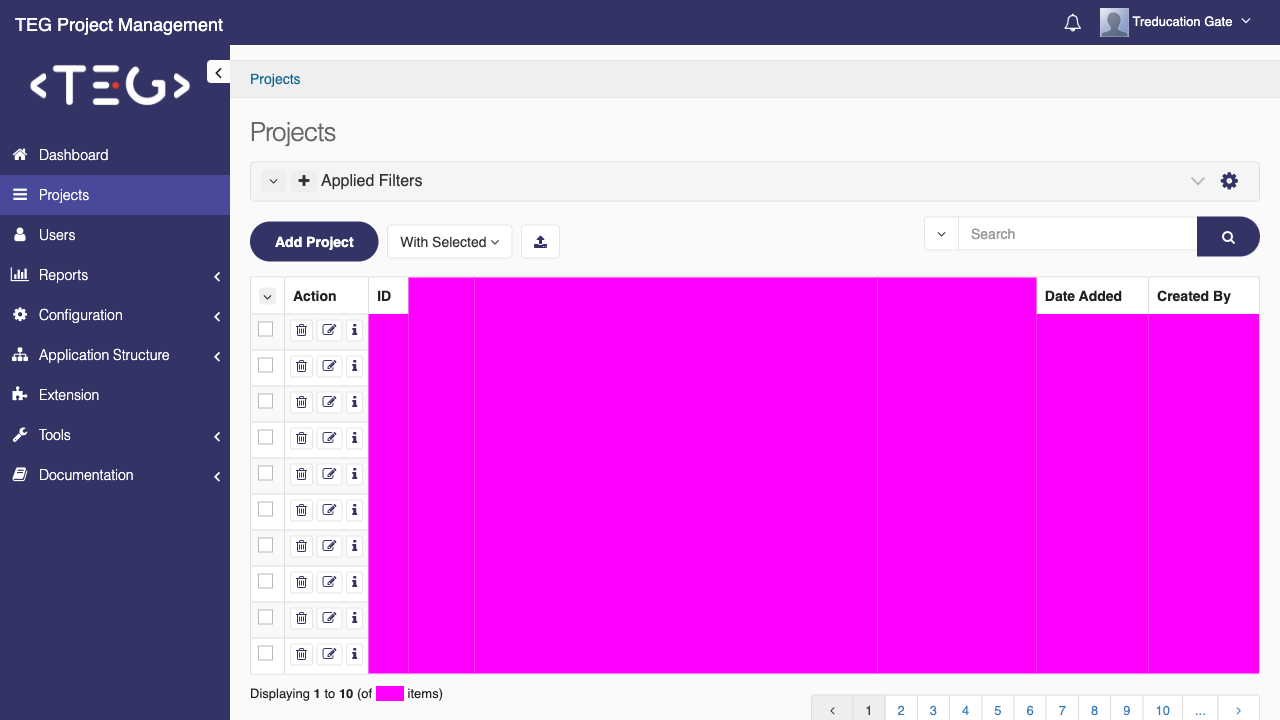 TEG Project Management
Treducation Gate
<TEG>
Projects
Dashboard
Projects
Users
Reports
Configuration
Application Structure
Extension
Tools
Documentation
Projects
Applied Filters
Add Project
With Selected
Search
Action
ID
Date Added
Created By
Displaying 1 to 10 (of items)
1 2 3 4 5 6 7 8 9 10 ...